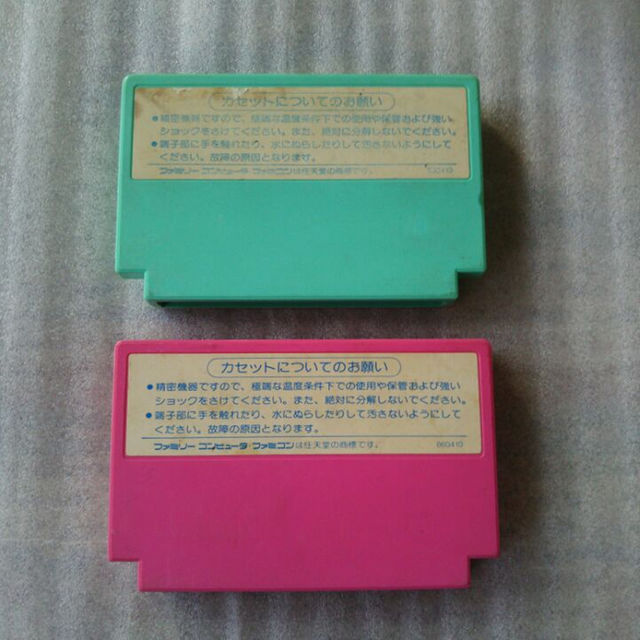 カセットについてのお願い
●精密機器ですので、極端な温度条件下での使用や保管および強い
ショックをさけてください。また、絶対に分解しないでください。
●端子部に手を触れたり、水にぬらしたりして汚さないようにして
ください。故障の原因となります。
ファミリーコンピュータ ファミコンは任天堂の商標です。
カセットについてのお願い
●精密機器ですので、極端な温度条件下での使用や保管および強い
ショックをさけてください。また、絶対に分解しないでください。
●端子部に手を触れたり、水にぬらしたりして汚さないようにして
ください。故障の原因となります。
ファミリーコンピュータ ファミコンは任天堂の商標です。 860410